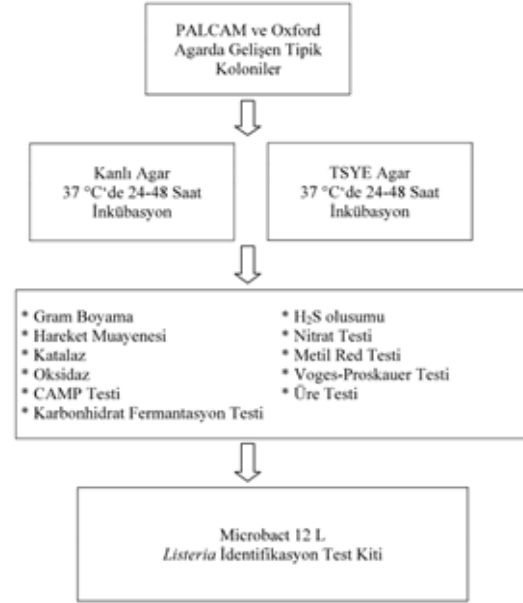 PALCAM ve Oxford
Agarda Gelişen Tipik
Koloniler
Kanlı Agar
37 °C‘de 24-48 Saat
İnkübasyon
TSYE Agar
37 °C‘de 24-48 Saat
İnkübasyon
* Gram Boyama
* Hareket Muayenesi
* Katalaz
* Oksidaz
* CAMP Testi
* Karbonhidrat Fermantasyon Testi
* H₂S olusumu
* Nitrat Testi
* Metil Red Testi
* Voges-Proskauer Testi
* Üre Testi
Microbact 12 L
Listeria İdentifikasyon Test Kiti